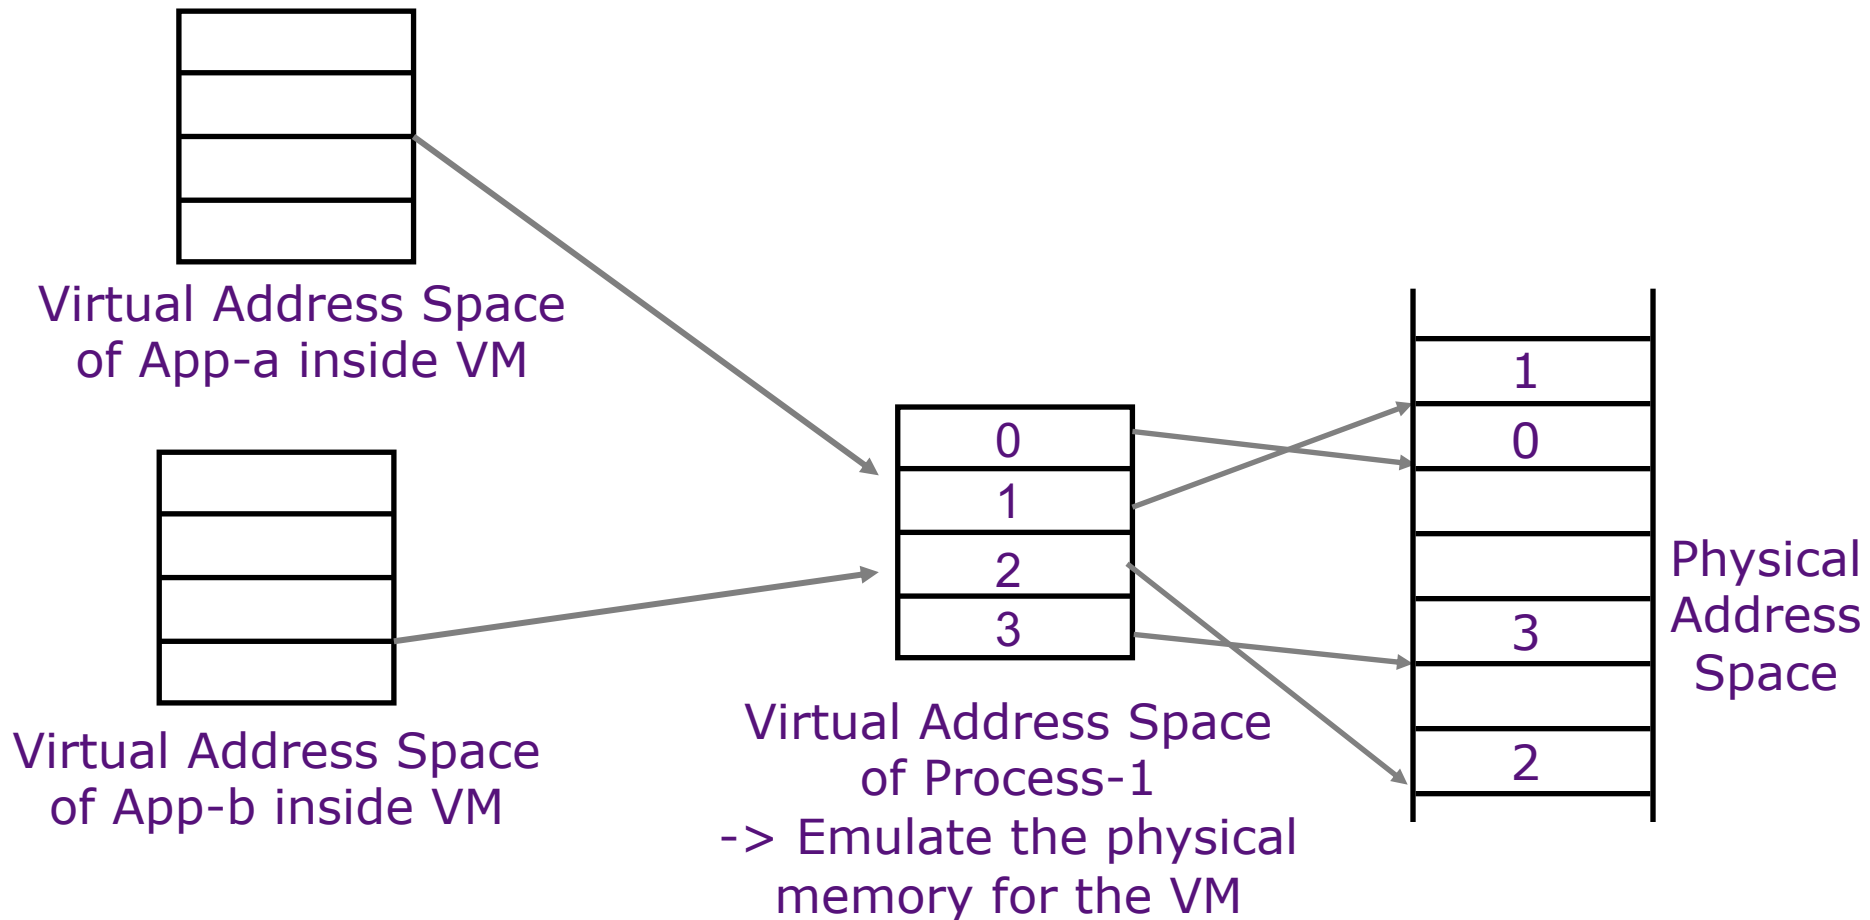 Virtual Address Space
of App-a inside VM
Virtual Address Space
of App-b inside VM
0
1
2
3
Virtual Address Space
of Process-1
-> Emulate the physical
memory for the VM
1
0
3
2
Physical
Address
Space